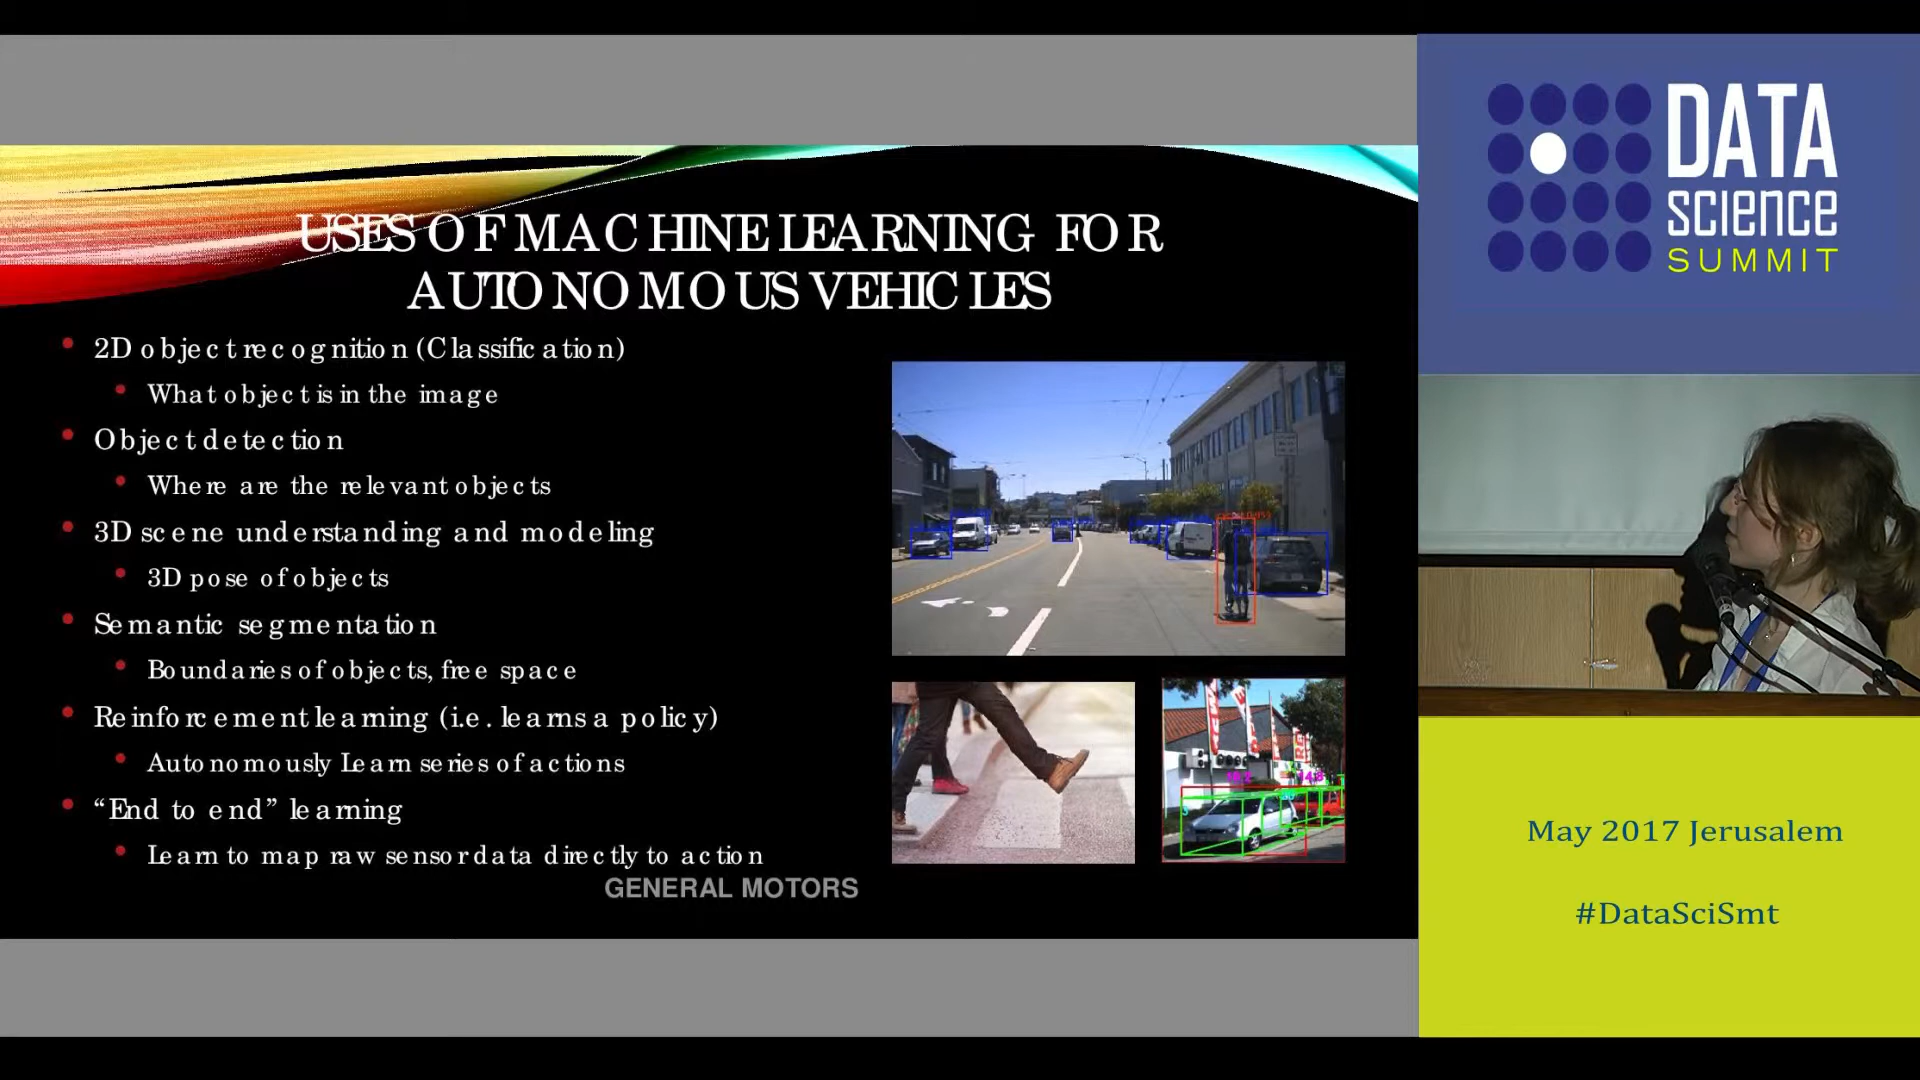 USES OF MACHINE LEARNING FOR
AUTONOMOUS VEHICLES
• 2D object recognition (Classification)
• What object is in the image
• Object detection
• Where are the relevant objects
• 3D scene understanding and modeling
• 3D pose of objects
• Semantic segmentation
• Boundaries of objects, free space
• Reinforcement learning (i.e. learns a policy)
• Autonomously Learn series of actions
• “End to end” learning
• Learn to map raw sensor data directly to action
GENERAL MOTORS
DATA
science
SUMMIT
May 2017 Jerusalem
#DataSciSmt